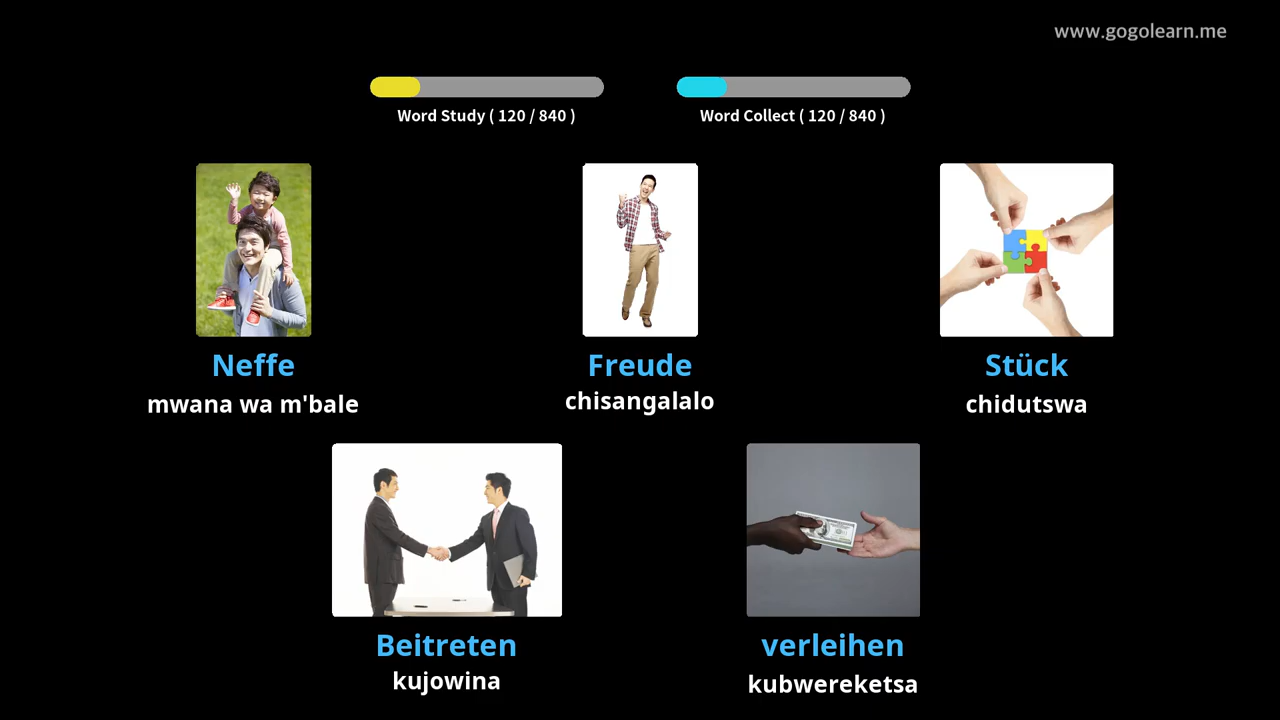 www.gogolearn.me
Word Study ( 120 / 840 )
Word Collect ( 120 / 840 )
Neffe
mwana wa m'bale
Freude
chisangalalo
Stück
chidutswa
Beitreten
kujowina
verleihen
kubwereketsa